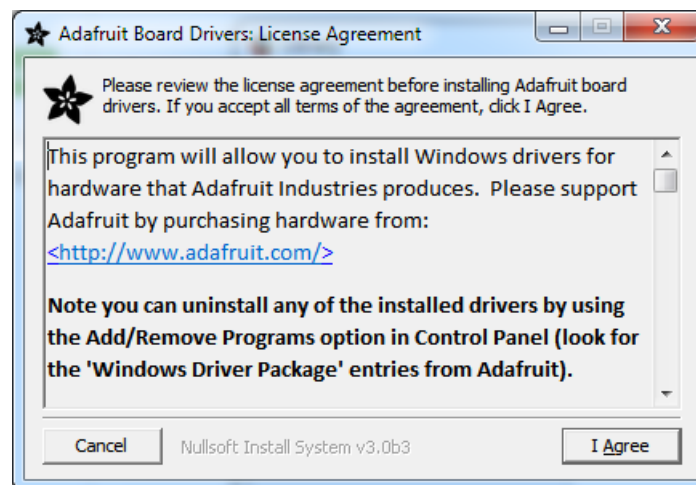 Adafruit Board Drivers: License Agreement
Please review the license agreement before installing Adafruit board
drivers. If you accept all terms of the agreement, click I Agree.
This program will allow you to install Windows drivers for
hardware that Adafruit Industries produces.  Please support
Adafruit by purchasing hardware from:
<http://www.adafruit.com/>
Note you can uninstall any of the installed drivers by using
the Add/Remove Programs option in Control Panel (look for
the 'Windows Driver Package' entries from Adafruit).
Cancel
Nullsoft Install System v3.0b3
I Agree